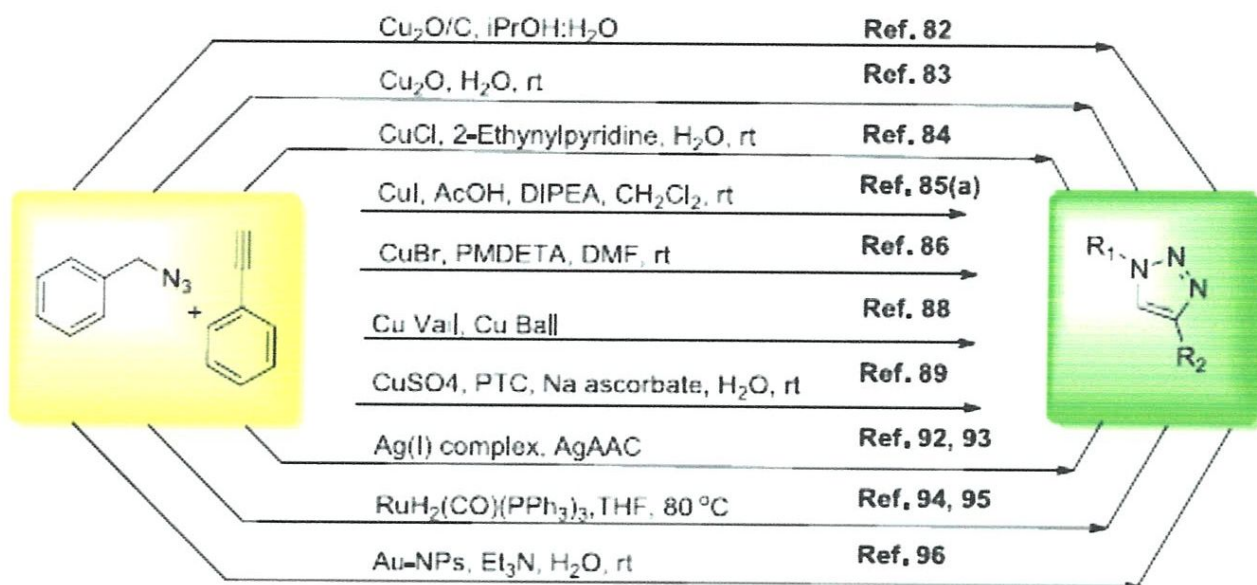 Cu₂O/C, iPrOH:H₂O Ref. 82
Cu₂O, H₂O, rt Ref. 83
CuCl, 2-Ethynylpyridine, H₂O, rt Ref. 84
CuI, AcOH, DIPEA, CH₂Cl₂, rt Ref. 85(a)
CuBr, PMDETA, DMF, rt Ref. 86
Cu Vail, Cu Ball Ref. 88
CuSO4, PTC, Na ascorbate, H₂O, rt Ref. 89
Ag(I) complex, AgAAC Ref. 92, 93
RuH₂(CO)(PPh₃)₃,THF, 80 °C Ref. 94, 95
Au-NPs, Et₃N, H₂O, rt Ref. 96
N₃
+
R₁
N
N
N
R₂